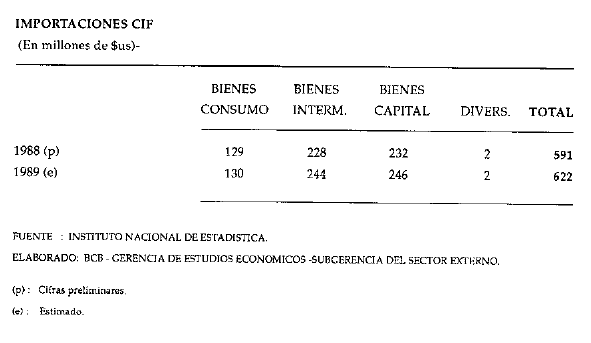 IMPORTACIONES CIF
(En millones de $us)-
BIENES BIENES BIENES
CONSUMO INTERM. CAPITAL DIVERS. TOTAL
1988 (p) 129 228 232 2 591
1989 (e) 130 244 246 2 622
FUENTE : INSTITUTO NACIONAL DE ESTADISTICA.
ELABORADO: BCB - GERENCIA DE ESTUDIOS ECONOMICOS -SUBGERENCIA DEL SECTOR EXTERNO.
(p) : Cifras preliminares.
(e) : Estimado.